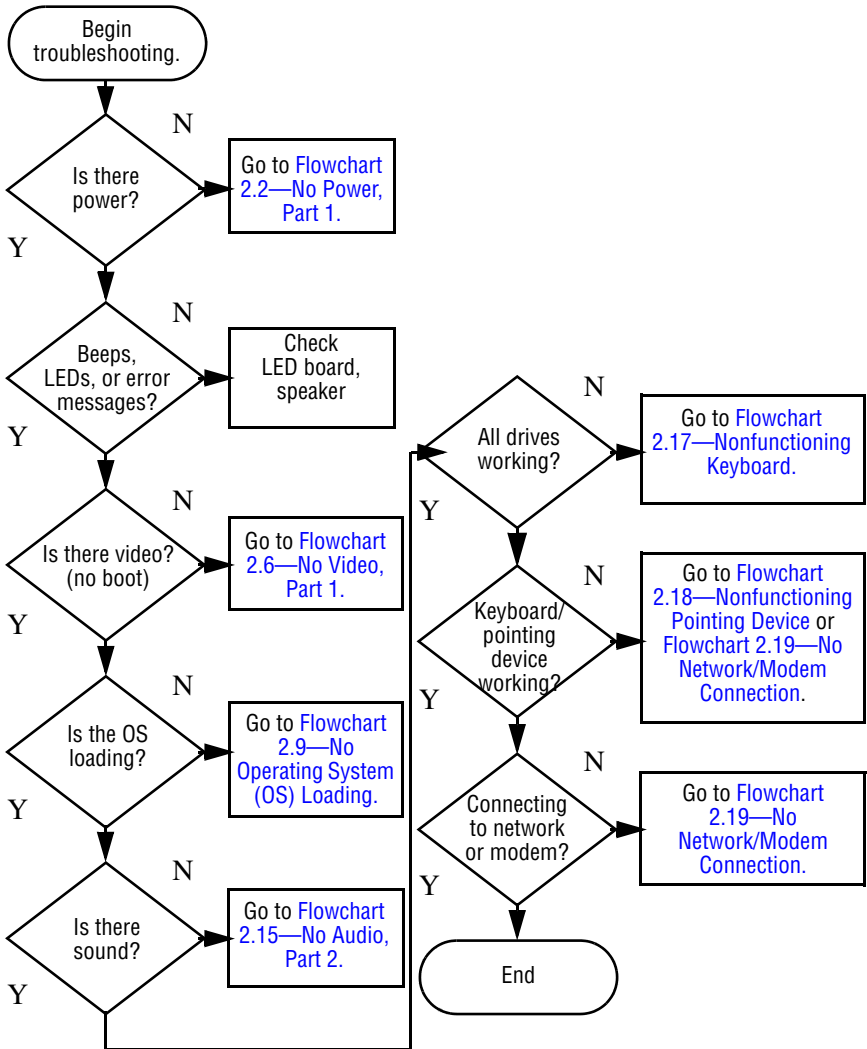 Begin
troubleshooting.
N
Is there
power?
Go to Flowchart
2.2—No Power,
Part 1.
Y
N
Beeps,
LEDs, or error
messages?
Check
LED board,
speaker
Y
N
Is there video?
(no boot)
Go to Flowchart
2.6—No Video,
Part 1.
Y
N
Is the OS
loading?
Go to Flowchart
2.9—No
Operating System
(OS) Loading.
Y
N
Is there
sound?
Go to Flowchart
2.15—No Audio,
Part 2.
Y
N
All drives
working?
Go to Flowchart
2.17—Nonfunctioning
Keyboard.
Y
N
Keyboard/
pointing
device
working?
Go to Flowchart
2.18—Nonfunctioning
Pointing Device or
Flowchart 2.19—No
Network/Modem
Connection.
Y
N
Connecting
to network
or modem?
Go to Flowchart
2.19—No
Network/Modem
Connection.
Y
End